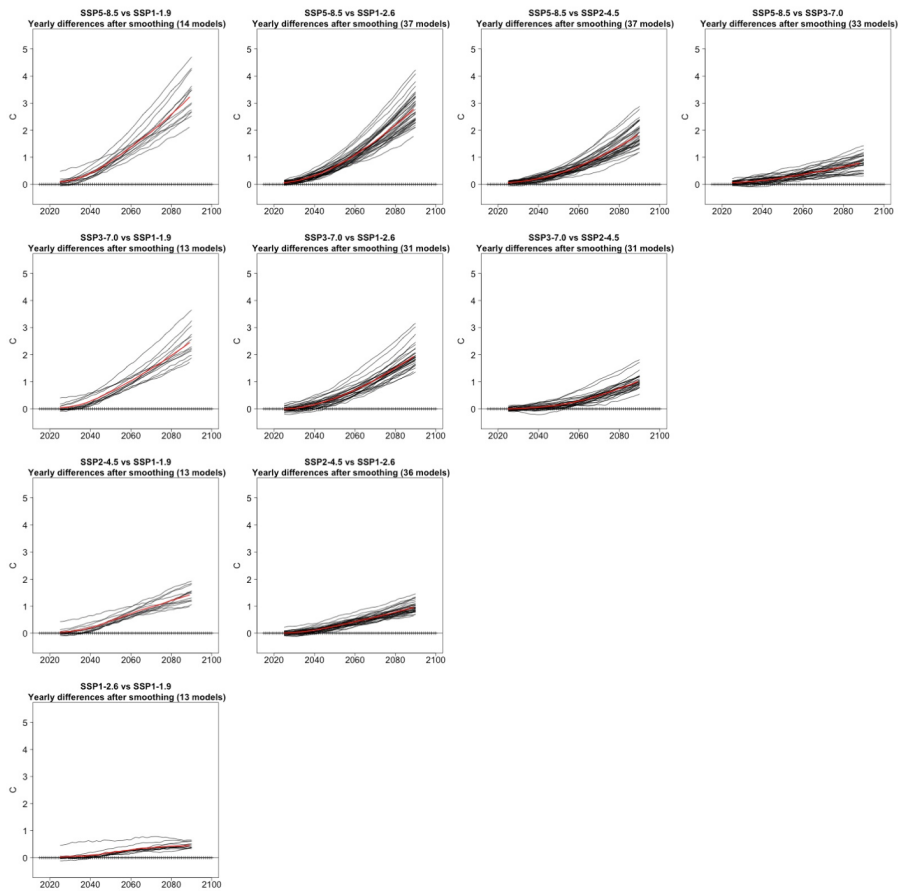 SSP5-8.5 vs SSP1-1.9
Yearly differences after smoothing (14 models)
C
5
4
3
2
1
0
2020 2040 2060 2080 2100
SSP5-8.5 vs SSP1-2.6
Yearly differences after smoothing (37 models)
C
5
4
3
2
1
0
2020 2040 2060 2080 2100
SSP5-8.5 vs SSP2-4.5
Yearly differences after smoothing (37 models)
C
5
4
3
2
1
0
2020 2040 2060 2080 2100
SSP5-8.5 vs SSP3-7.0
Yearly differences after smoothing (33 models)
C
5
4
3
2
1
0
2020 2040 2060 2080 2100
SSP3-7.0 vs SSP1-1.9
Yearly differences after smoothing (13 models)
C
5
4
3
2
1
0
2020 2040 2060 2080 2100
SSP3-7.0 vs SSP1-2.6
Yearly differences after smoothing (31 models)
C
5
4
3
2
1
0
2020 2040 2060 2080 2100
SSP3-7.0 vs SSP2-4.5
Yearly differences after smoothing (31 models)
C
5
4
3
2
1
0
2020 2040 2060 2080 2100
SSP2-4.5 vs SSP1-1.9
Yearly differences after smoothing (13 models)
C
5
4
3
2
1
0
2020 2040 2060 2080 2100
SSP2-4.5 vs SSP1-2.6
Yearly differences after smoothing (36 models)
C
5
4
3
2
1
0
2020 2040 2060 2080 2100
SSP1-2.6 vs SSP1-1.9
Yearly differences after smoothing (13 models)
C
5
4
3
2
1
0
2020 2040 2060 2080 2100